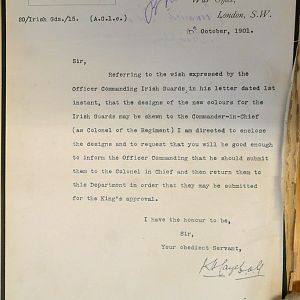 War Office,
20/Irish Gds./15. (A.G.1c.) London, S.W.
October, 1901.
Sir,
Referring to the wish expressed by the
Officer Commanding Irish Guards in his letter dated 1st
instant, that the designs of the new colours for the
Irish Guards may be shewn to the Commander-in-Chief
(as Colonel of the Regiment) I am directed to enclose
the designs and to request that you will be good enough
to inform the Officer Commanding that he should submit
them to the Colonel in Chief and then return them to
this Department in order that they may be submitted
for the King's approval.
I have the honour to be,
Sir,
Your obedient Servant,